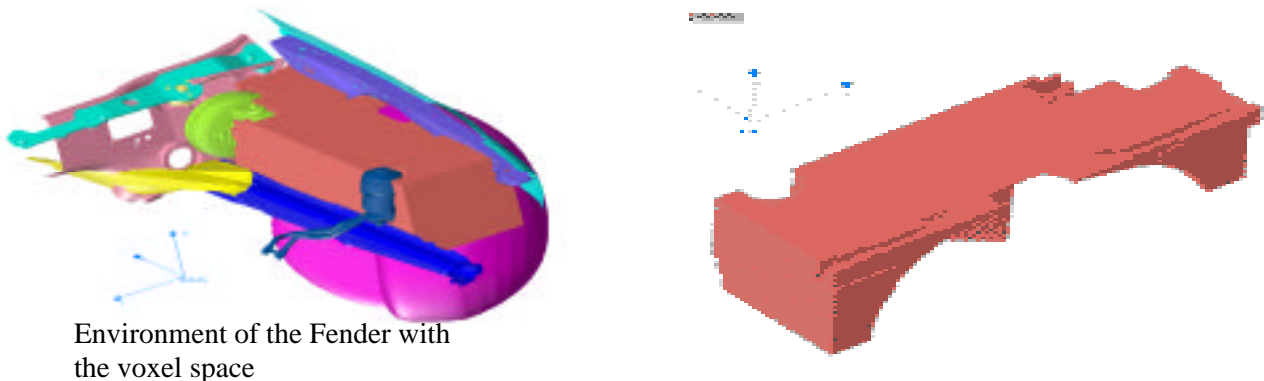 Environment of the Fender with
the voxel space